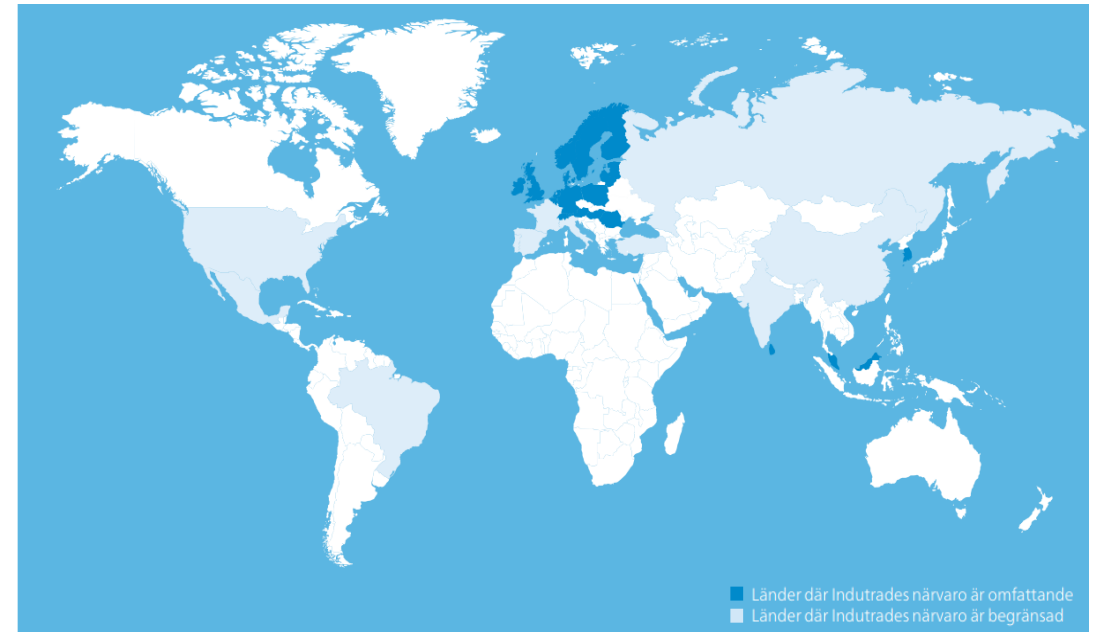 Länder där Indutrades närvaro är omfattande
Länder där Indutrades närvaro är begränsad